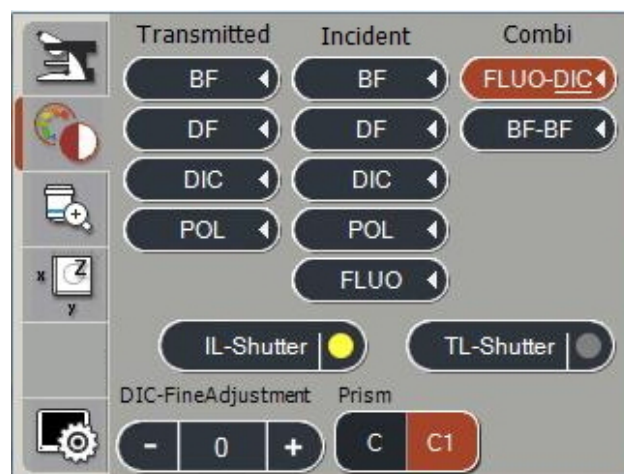 Transmitted Incident Combi
BF BF FLUO-DIC
DF DF BF-BF
DIC DIC
POL POL
FLUO
IL-Shutter TL-Shutter
DIC-FineAdjustment Prism
- 0 + C C1
x Z
y